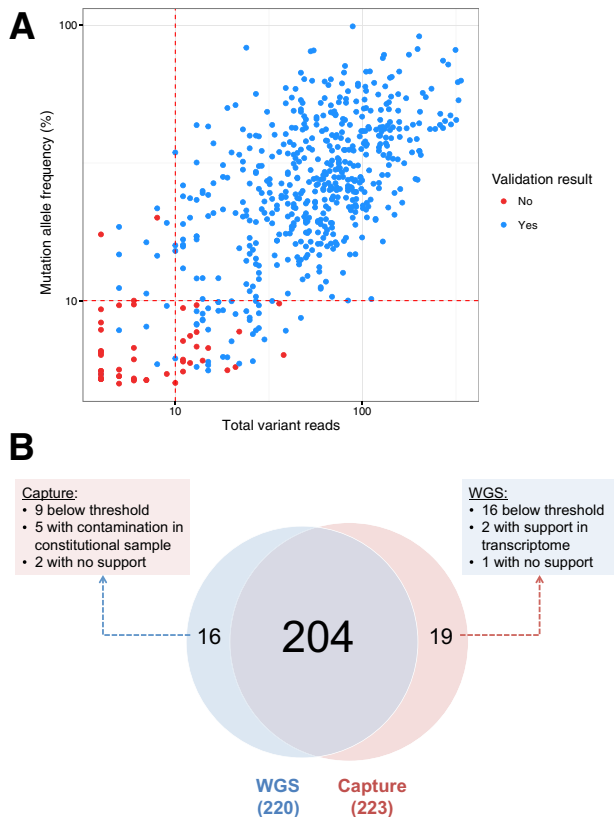 A
100
10
Mutation allele frequency (%)
10
100
Total variant reads
Validation result
No
Yes
B
Capture:
• 9 below threshold
• 5 with contamination in
constitutional sample
• 2 with no support
WGS:
• 16 below threshold
• 2 with support in
transcriptome
• 1 with no support
16
204
19
WGS
(220)
Capture
(223)